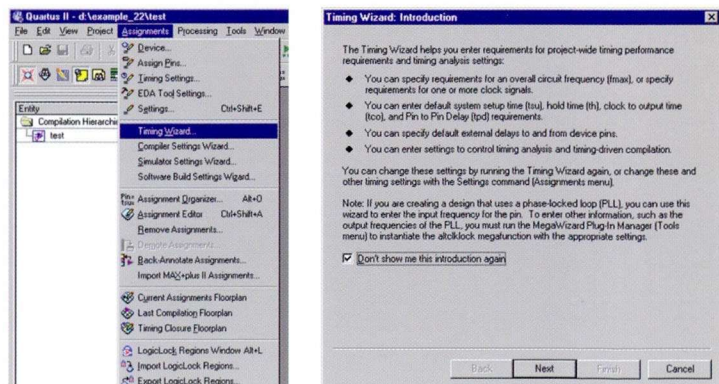 Quartus II - d:\example_22\test
File Edit View Project Assignments Processing Tools Window
Device...
Assign Pins...
Timing Settings...
EDA Tool Settings...
Settings... Ctrl+Shift+E
Entity
Compilation Hierarchi
test
Timing Wizard...
Compiler Settings Wizard...
Simulator Settings Wizard...
Software Build Settings Wizard...
Assignment Organizer... Alt+O
Assignment Editor Ctrl+Shift+A
Remove Assignments...
Demote Assignments...
Back-Annotate Assignments...
Import MAX+plus II Assignments...
Current Assignments Floorplan
Last Compilation Floorplan
Timing Closure Floorplan
LogicLock Regions Window Alt+L
Import LogicLock Regions...
Export LogicLock Regions...
Timing Wizard: Introduction
The Timing Wizard helps you enter requirements for project-wide timing performance
requirements and timing analysis settings:
◆ You can specify requirements for an overall circuit frequency (fmax), or specify
requirements for one or more clock signals.
◆ You can enter default system setup time (tsu), hold time (th), clock to output time
(tco), and Pin to Pin Delay (tpd) requirements.
◆ You can specify default external delays to and from device pins.
◆ You can enter settings to control timing analysis and timing-driven compilation.
You can change these settings by running the Timing Wizard again, or change these and
other timing settings with the Settings command (Assignments menu).
Note: If you are creating a design that uses a phase-locked loop (PLL), you can use this
wizard to enter the input frequency for the pin. To enter other information, such as the
output frequencies of the PLL, you must run the MegaWizard Plug-In Manager (Tools
menu) to instantiate the altclklock megafunction with the appropriate settings.
Don't show me this introduction again
Back Next Finish Cancel